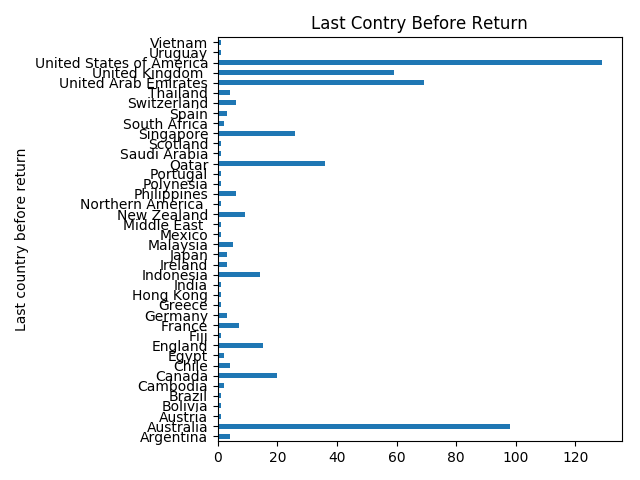 Last Contry Before Return
Vietnam
Uruguay
United States of America
United Kingdom
United Arab Emirates
Thailand
Switzerland
Spain
South Africa
Singapore
Scotland
Saudi Arabia
Qatar
Portugal
Polynesia
Philippines
Northern America
New Zealand
Middle East
Mexico
Malaysia
Japan
Ireland
Indonesia
India
Hong Kong
Greece
Germany
France
Fiji
England
Egypt
Chile
Canada
Cambodia
Brazil
Bolivia
Austria
Australia
Argentina
Last country before return
0 20 40 60 80 100 120